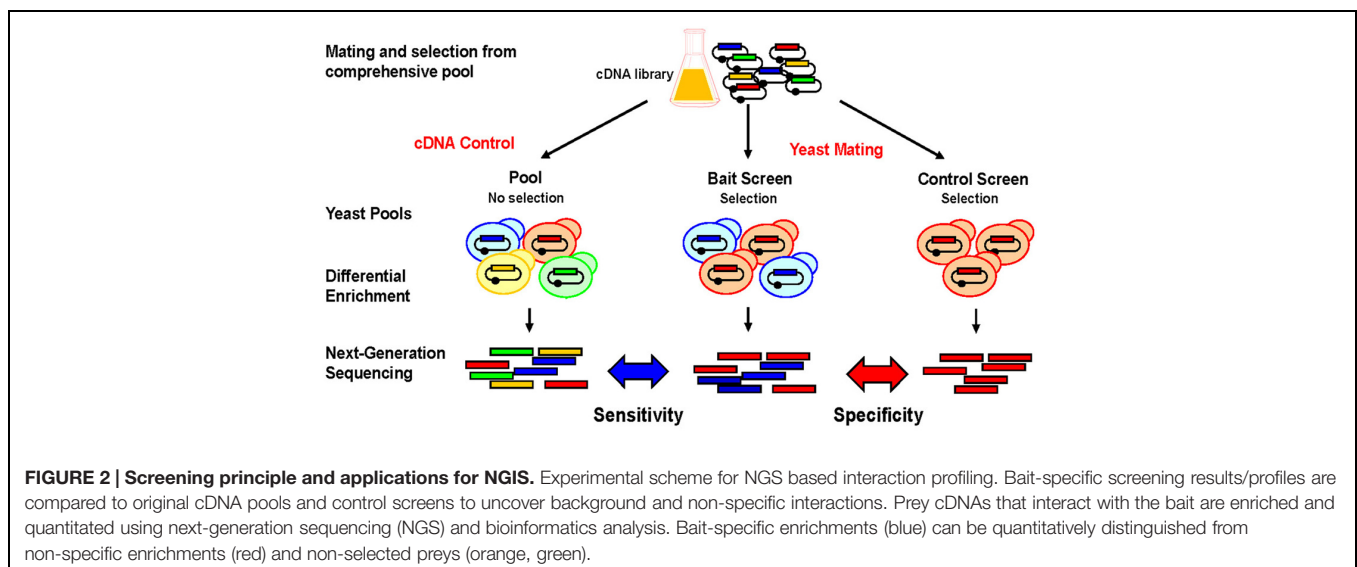 Mating and selection from
comprehensive pool
cDNA library
cDNA Control
Yeast Mating
Pool
No selection
Bait Screen
Selection
Control Screen
Selection
Yeast Pools
Differential
Enrichment
Next-Generation
Sequencing
Sensitivity
Specificity
FIGURE 2 | Screening principle and applications for NGIS. Experimental scheme for NGS based interaction profiling. Bait-specific screening results/profiles are
compared to original cDNA pools and control screens to uncover background and non-specific interactions. Prey cDNAs that interact with the bait are enriched and
quantitated using next-generation sequencing (NGS) and bioinformatics analysis. Bait-specific enrichments (blue) can be quantitatively distinguished from
non-specific enrichments (red) and non-selected preys (orange, green).